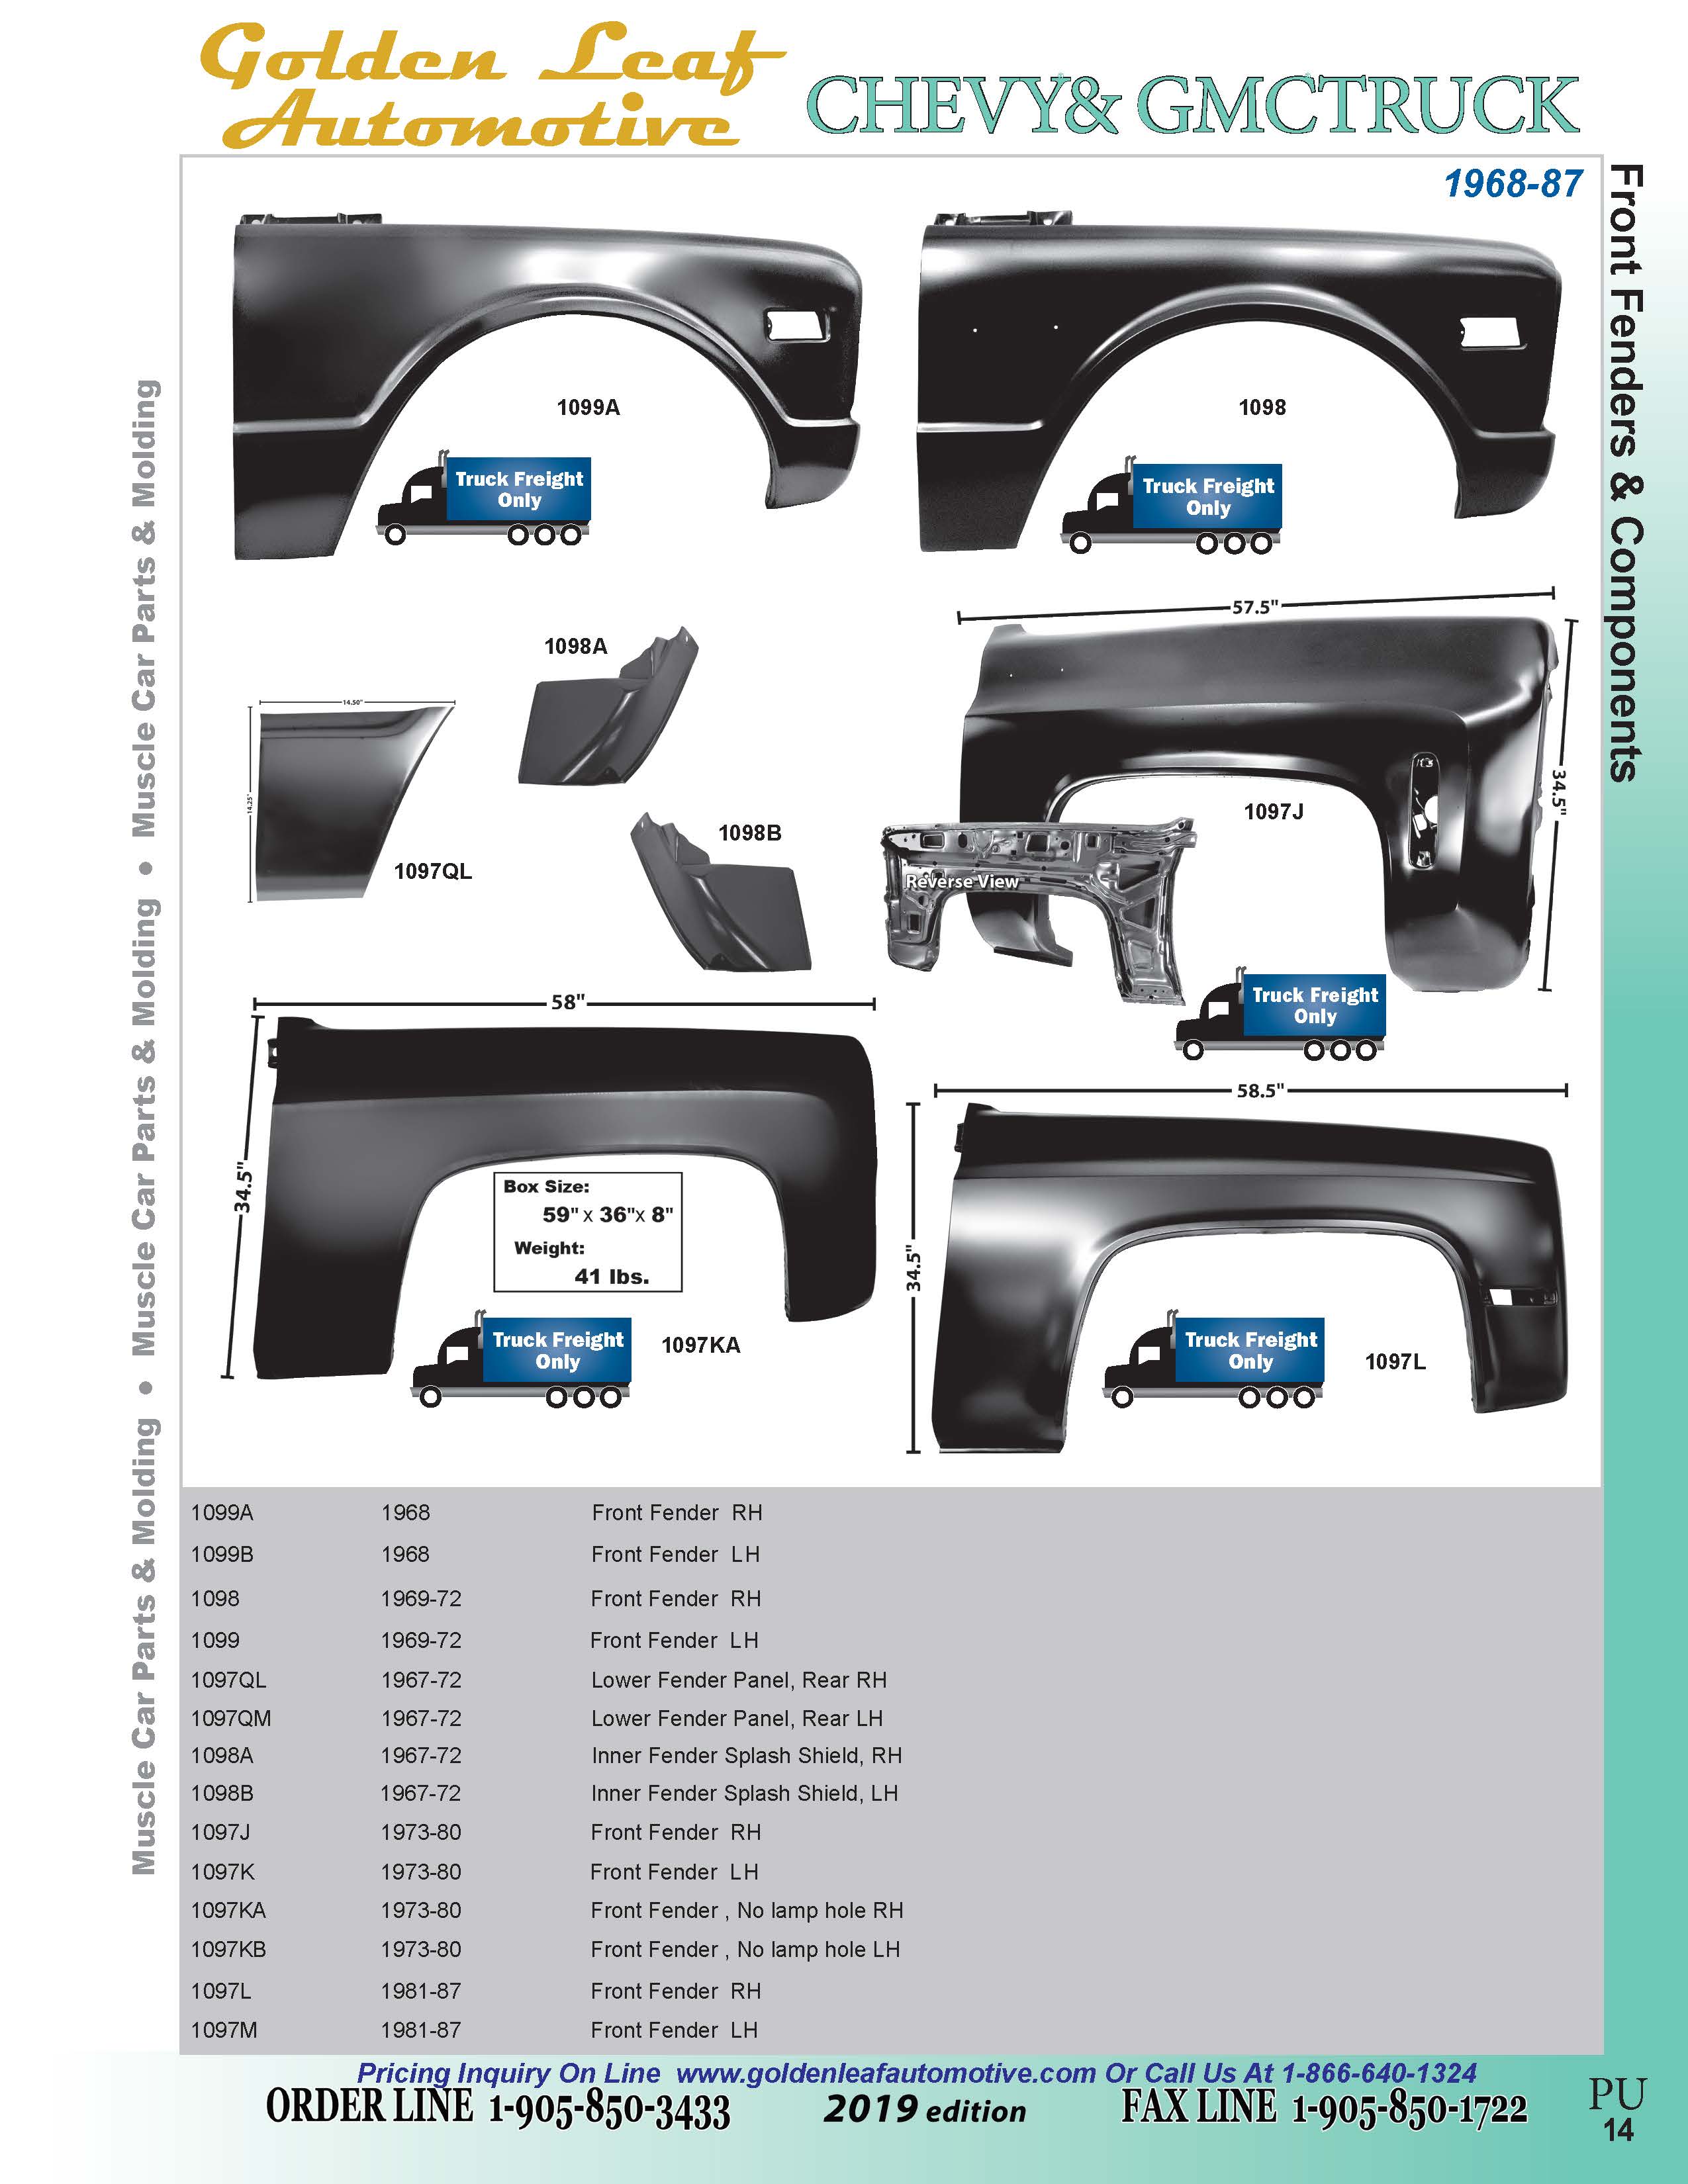 Golden Leaf
Automotive
CHEVY& GMCTRUCK
1968-87
Front Fenders & Components
Muscle Car Parts & Molding • Muscle Car Parts & Molding • Muscle Car Parts & Molding
1099A
Truck Freight
Only
1098
Truck Freight
Only
1098A
14.50"
14.25"
1097QL
1098B
57.5"
34.5"
1097J
Reverse View
Truck Freight
Only
58"
34.5"
Box Size:
59" x 36"x 8"
Weight:
41 lbs.
Truck Freight
Only
1097KA
58.5"
34.5"
Truck Freight
Only
1097L
1099A 1968 Front Fender RH
1099B 1968 Front Fender LH
1098 1969-72 Front Fender RH
1099 1969-72 Front Fender LH
1097QL 1967-72 Lower Fender Panel, Rear RH
1097QM 1967-72 Lower Fender Panel, Rear LH
1098A 1967-72 Inner Fender Splash Shield, RH
1098B 1967-72 Inner Fender Splash Shield, LH
1097J 1973-80 Front Fender RH
1097K 1973-80 Front Fender LH
1097KA 1973-80 Front Fender , No lamp hole RH
1097KB 1973-80 Front Fender , No lamp hole LH
1097L 1981-87 Front Fender RH
1097M 1981-87 Front Fender LH
Pricing Inquiry On Line www.goldenleafautomotive.com Or Call Us At 1-866-640-1324
ORDER LINE 1-905-850-3433 2019 edition FAX LINE 1-905-850-1722
PU
14